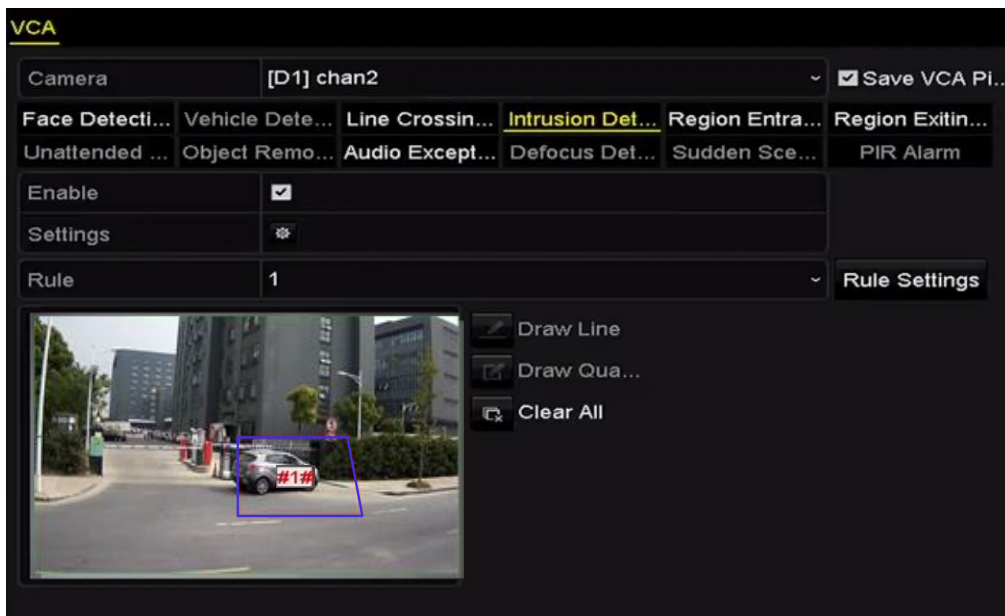 VCA
Camera [D1] chan2 Save VCA Pi...
Face Detecti... Vehicle Dete... Line Crossin... Intrusion Det... Region Entra... Region Exitin...
Unattended ... Object Remo... Audio Except... Defocus Det... Sudden Sce... PIR Alarm
Enable
Settings
Rule 1 Rule Settings
Draw Line
Draw Qua...
Clear All
#1#